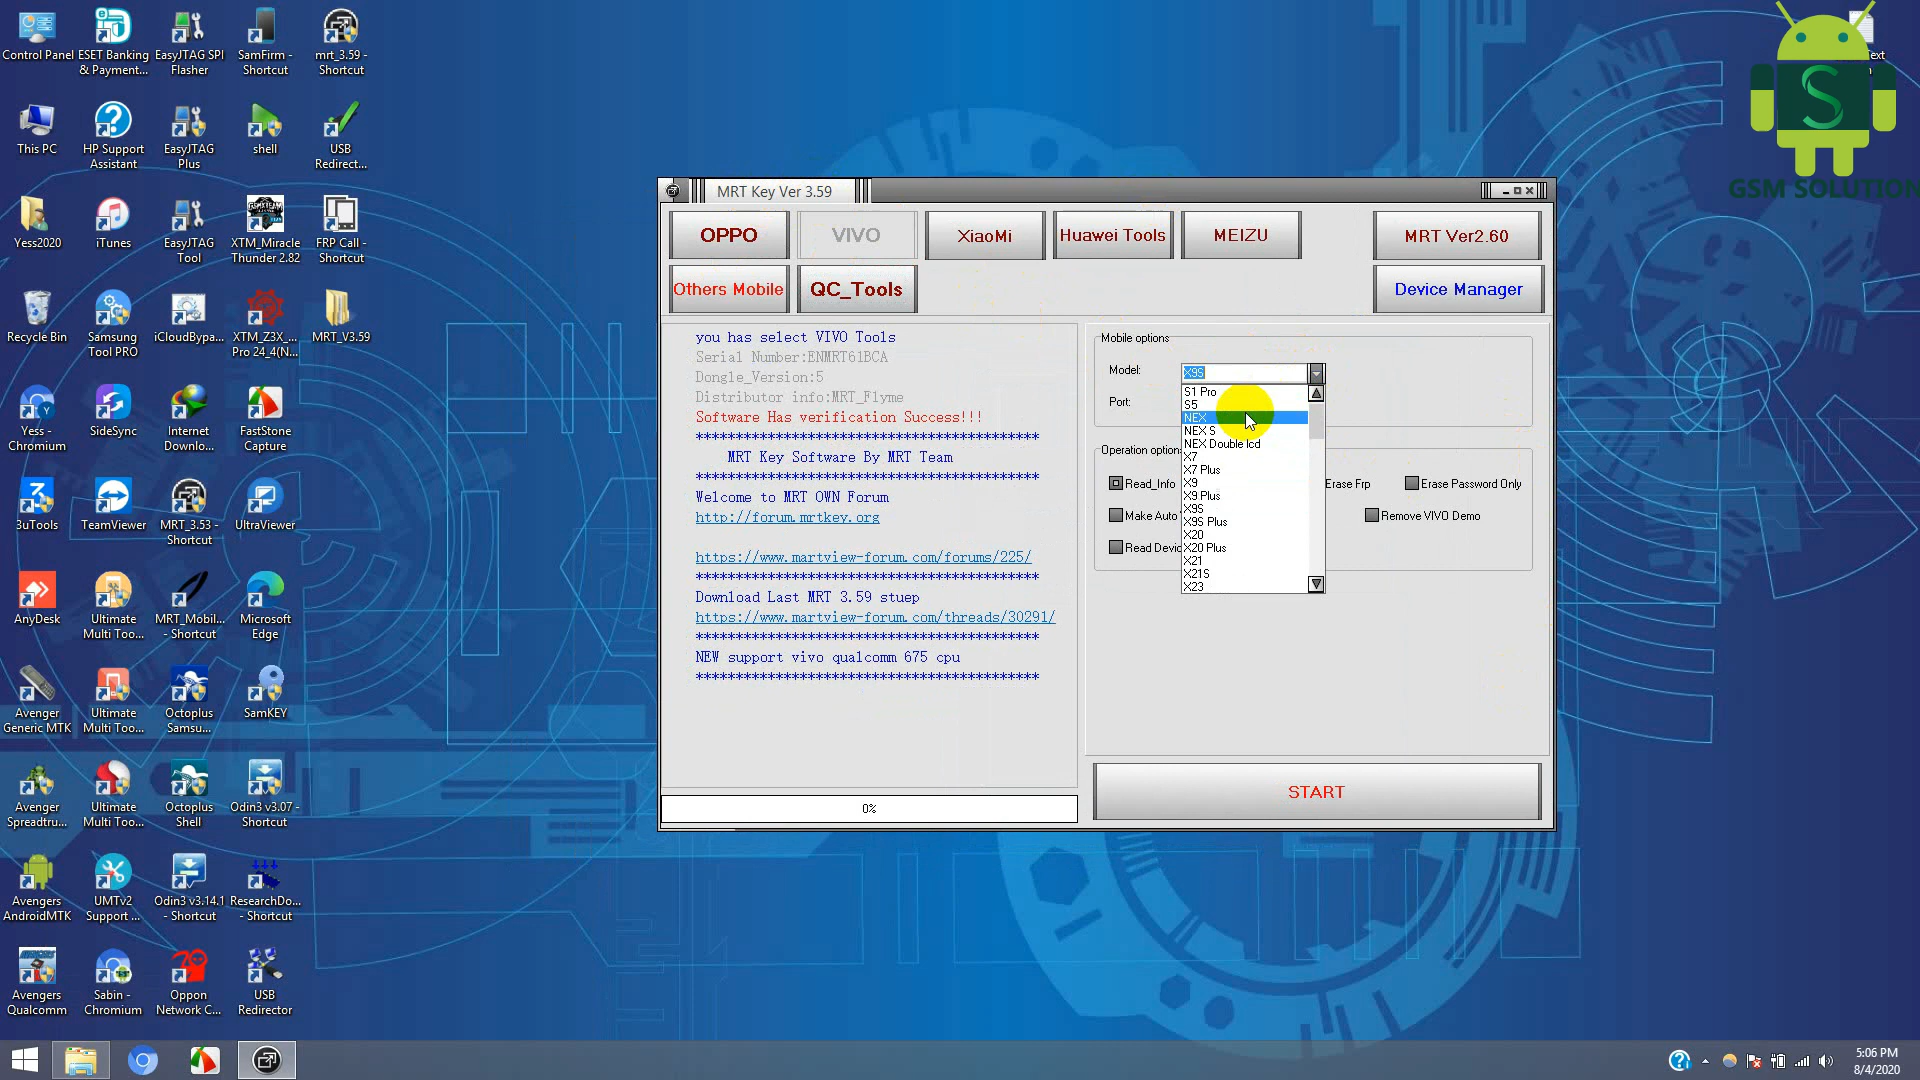 Control Panel
ESET Banking
& Payment...
EasyJTAG SPI
Flasher
SamFirm -
Shortcut
mrt_3.59 -
Shortcut
This PC
HP Support
Assistant
EasyJTAG
Plus
shell
USB
Redirect...
Yess2020
iTunes
EasyJTAG
Tool
XTM_Miracle
Thunder 2.82
FRP Call -
Shortcut
Recycle Bin
Samsung
Tool PRO
iCloudBypa...
XTM_Z3X_...
Pro 24_4(N...
MRT_V3.59
Yess -
Chromium
SideSync
Internet
Downlo...
FastStone
Capture
3uTools
TeamViewer
MRT_3.53 -
Shortcut
UltraViewer
AnyDesk
Ultimate
Multi Too...
MRT_Mobil...
- Shortcut
Microsoft
Edge
Avenger
Generic MTK
Ultimate
Multi Too...
Octoplus
Samsu...
SamKEY
Avenger
Spreadtru...
Ultimate
Multi Too...
Octoplus
Shell
Odin3 v3.07 -
Shortcut
Avengers
AndroidMTK
UMTv2
Support ...
Odin3 v3.14.1
- Shortcut
ResearchDo...
- Shortcut
Avengers
Qualcomm
Sabin -
Chromium
Oppon
Network C...
USB
Redirector
S
GSM SOLUTION
MRT Key Ver 3.59
OPPO
VIVO
XiaoMi
Huawei Tools
MEIZU
MRT Ver2.60
Others Mobile
QC_Tools
Device Manager
you has select VIVO Tools
Serial Number:ENMRT61BCA
Dongle_Version:5
Distributor info:MRT_Flyme
Software Has verification Success!!!
*******************************************
MRT Key Software By MRT Team
*******************************************
Welcome to MRT OWN Forum
http://forum.mrtkey.org
https://www.martview-forum.com/forums/225/
*******************************************
Download Last MRT 3.59 stuep
https://www.martview-forum.com/threads/30291/
*******************************************
NEW support vivo qualcomm 675 cpu
*******************************************
0%
Mobile options
Model:
X9S
Port:
S1 Pro
S5
NEX
NEX S
NEX Double lcd
X7
X7 Plus
X9
X9 Plus
X9S
X9S Plus
X20
X20 Plus
X21
X21S
X23
Operation option
Read_Info
Erase Frp
Erase Password Only
Make Auto
Remove VIVO Demo
Read Devic
START
5:06 PM
8/4/2020